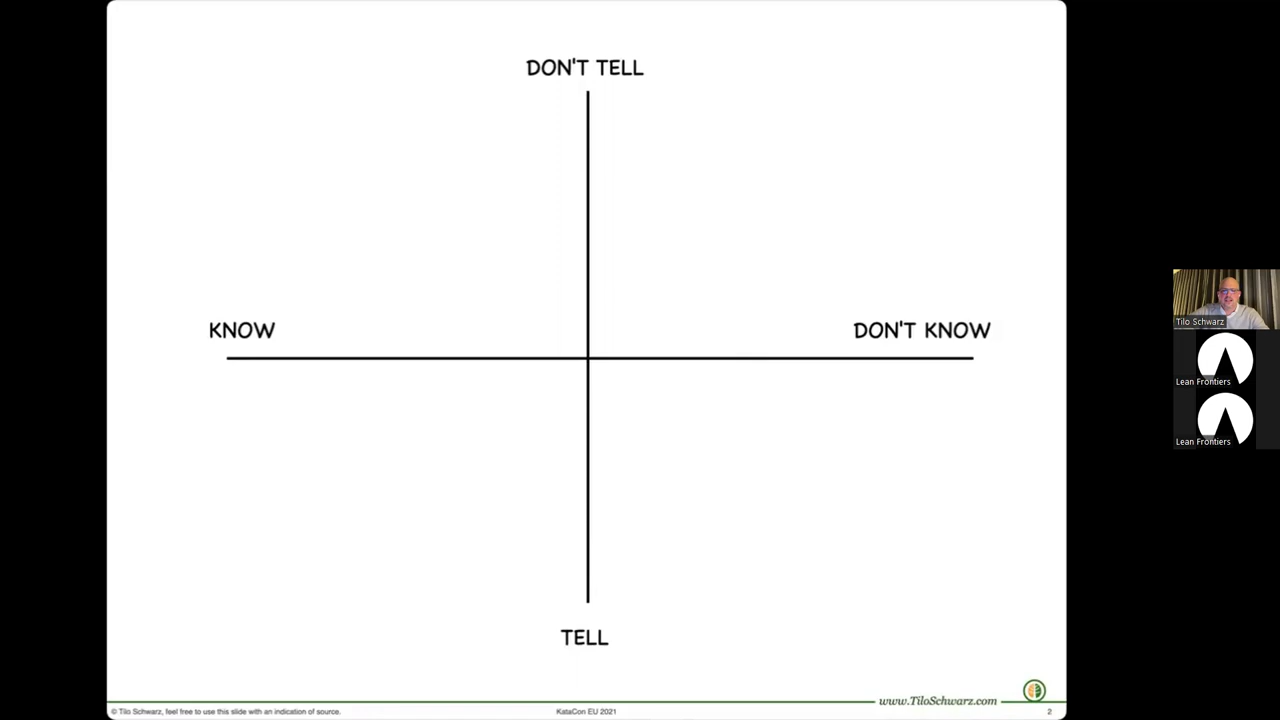 DON'T TELL
KNOW
DON'T KNOW
TELL
www.TiloSchwarz.com
© Tilo Schwarz, feel free to use this slide with an indication of source.
KataCon EU 2021
2
Tilo Schwarz
Lean Frontiers
Lean Frontiers